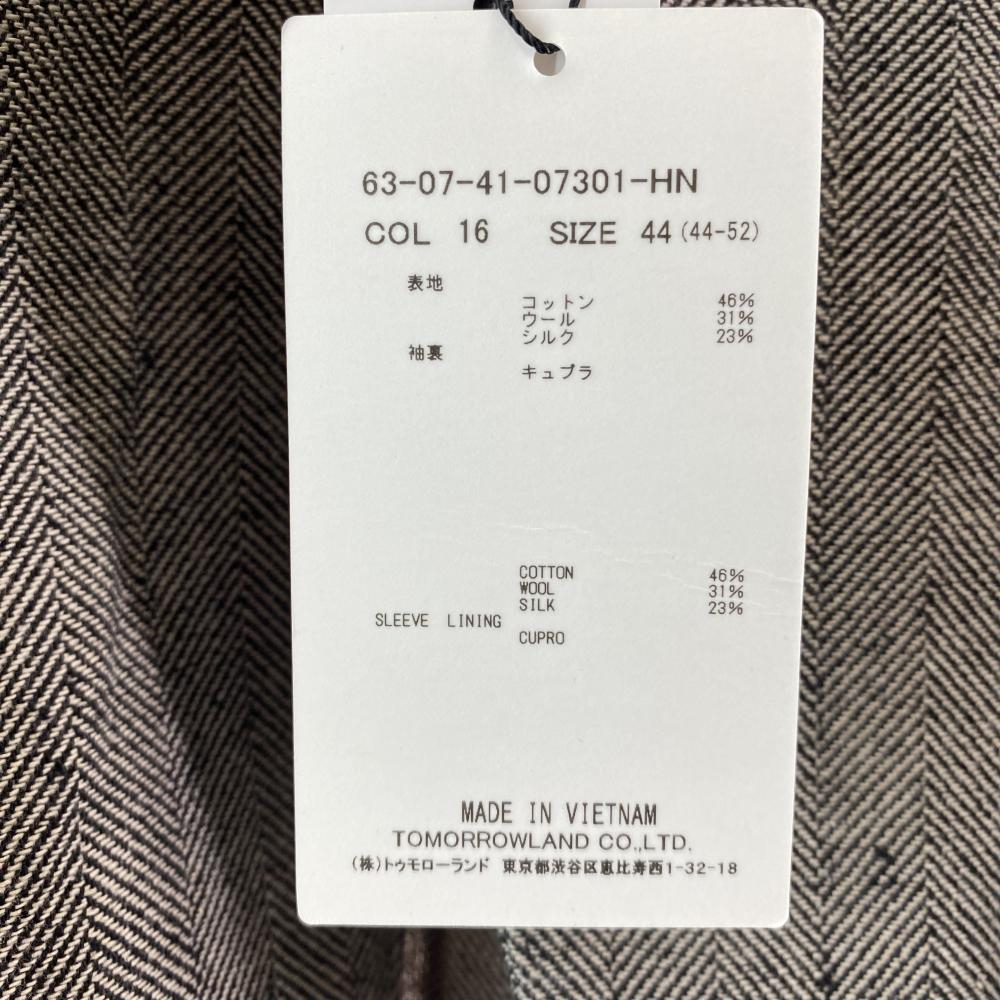 63-07-41-07301-HN
COL 16 SIZE 44 (44-52)
表地
コットン 46%
ウール 31%
シルク 23%
袖裏
キュプラ
COTTON 46%
WOOL 31%
SILK 23%
SLEEVE LINING
CUPRO
MADE IN VIETNAM
TOMORROWLAND CO.,LTD.
(株)トゥモローランド 東京都渋谷区恵比寿西1-32-18